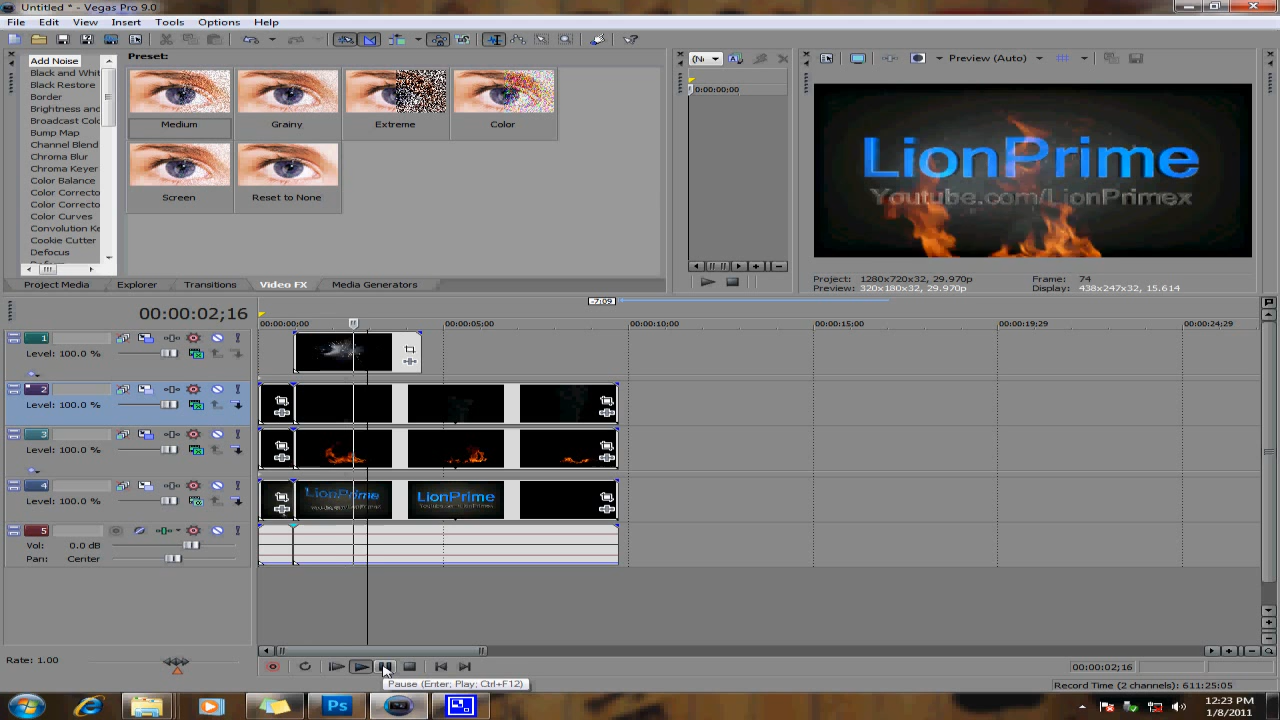 Untitled * - Vegas Pro 9.0
File Edit View Insert Tools Options Help
Add Noise
Black and Whit
Black Restore
Border
Brightness and
Broadcast Colo
Bump Map
Channel Blend
Chroma Blur
Chroma Keyer
Color Balance
Color Correcto
Color Correcto
Color Curves
Convolution Ke
Cookie Cutter
Defocus
Preset:
Medium Grainy Extreme Color
Screen Reset to None
0:00:00;00
Preview (Auto)
LionPrime
Youtube.com/LionPrimex
Project: 1280x720x32, 29.970p Frame: 74
Preview: 320x180x32, 29.970p Display: 438x247x32, 15.614
Project Media Explorer Transitions Video FX Media Generators
-7:09
00:00:02;16
00:00:00;00 00:00:05;00 00:00:10;00 00:00:15;00 00:00:19;29 00:00:24;29
1
Level: 100.0 %
2
Level: 100.0 %
3
Level: 100.0 %
4
Level: 100.0 %
LionPrime LionPrime
5
Vol: 0.0 dB
Pan: Center
Rate: 1.00
00:00:02;16
Pause (Enter; Play; Ctrl+F12)
Record Time (2 channels): 611:25:05
Ps
12:23 PM
1/8/2011